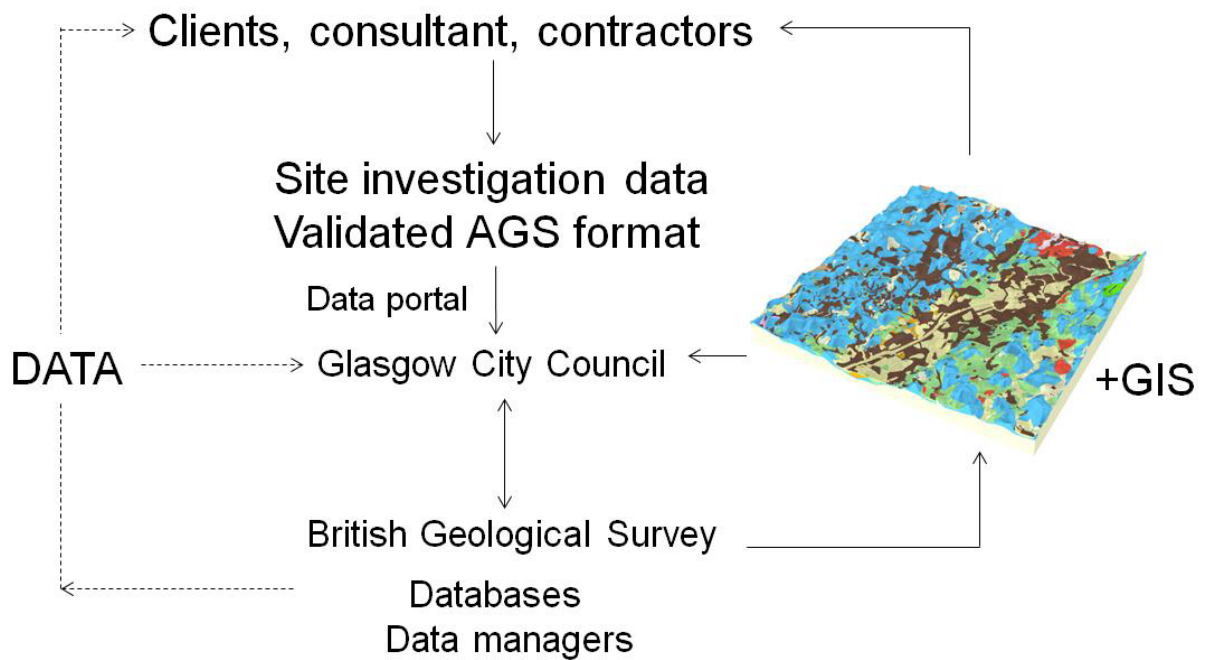 Clients, consultant, contractors
Site investigation data
Validated AGS format
Data portal
DATA
Glasgow City Council
+GIS
British Geological Survey
Databases
Data managers